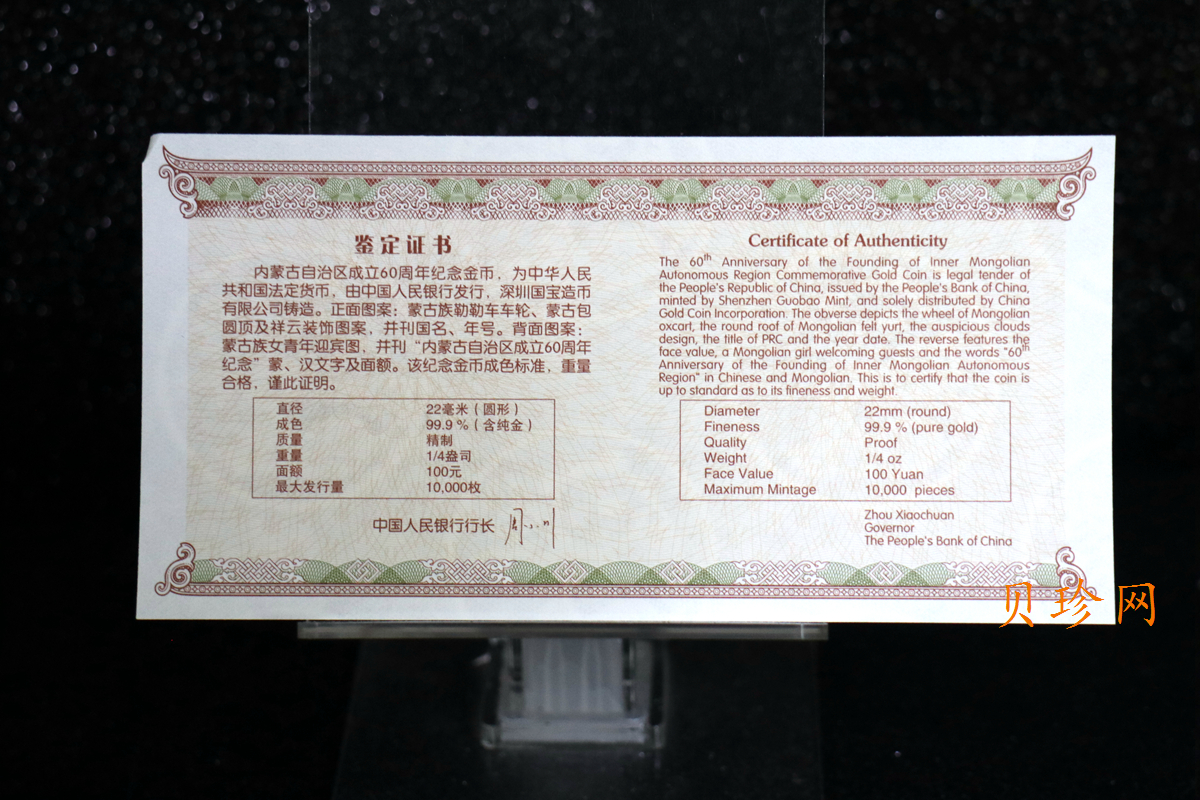 鉴定证书
内蒙古自治区成立60周年纪念金币，为中华人民
共和国法定货币，由中国人民银行发行，深圳国宝造币
有限公司铸造。正面图案：蒙古族勒勒车车轮、蒙古包
圆顶及祥云装饰图案，并刊国名、年号。背面图案：
蒙古族女青年迎宾图，并刊“内蒙古自治区成立60周年
纪念”蒙、汉文字及面额。该纪念金币成色标准，重量
合格，谨此证明。
直径 22毫米（圆形）
成色 99.9％（含纯金）
质量 精制
重量 1/4盎司
面额 100元
最大发行量 10,000枚
中国人民银行行长 周小川
Certificate of Authenticity
The 60th Anniversary of the Founding of Inner Mongolian
Autonomous Region Commemorative Gold Coin is legal tender of
the People's Republic of China, issued by the People's Bank of China,
minted by Shenzhen Guobao Mint, and solely distributed by China
Gold Coin Incorporation. The obverse depicts the wheel of Mongolian
oxcart, the round roof of Mongolian felt yurt, the auspicious clouds
design, the title of PRC and the year date. The reverse features the
face value, a Mongolian girl welcoming guests and the words "60th
Anniversary of the Founding of Inner Mongolian Autonomous
Region" in Chinese and Mongolian. This is to certify that the coin is
up to standard as to its fineness and weight.
Diameter 22mm (round)
Fineness 99.9 % (pure gold)
Quality Proof
Weight 1/4 oz
Face Value 100 Yuan
Maximum Mintage 10,000 pieces
Zhou Xiaochuan
Governor
The People's Bank of China
贝珍网